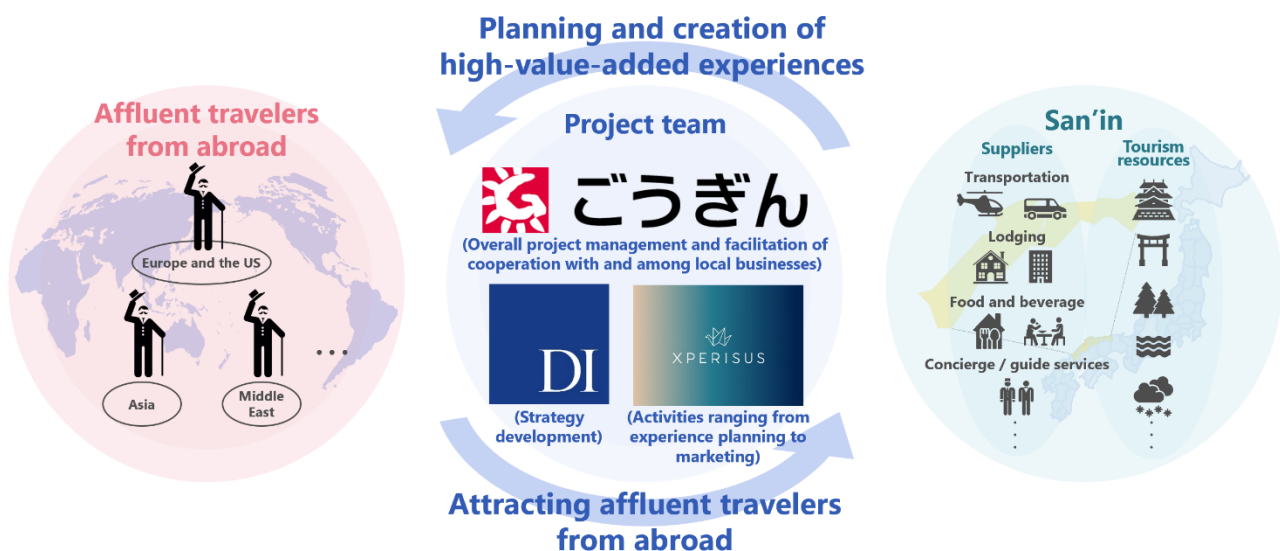 Planning and creation of
high-value-added experiences
Affluent travelers
from abroad
Europe and the US
Asia
Middle
East
...
Project team
ごうぎん
(Overall project management and facilitation of
cooperation with and among local businesses)
DI
XPERISUS
(Strategy
development)
(Activities ranging from
experience planning to
marketing)
Attracting affluent travelers
from abroad
San’in
Suppliers
Transportation
Lodging
Food and beverage
Concierge / guide services
Tourism
resources